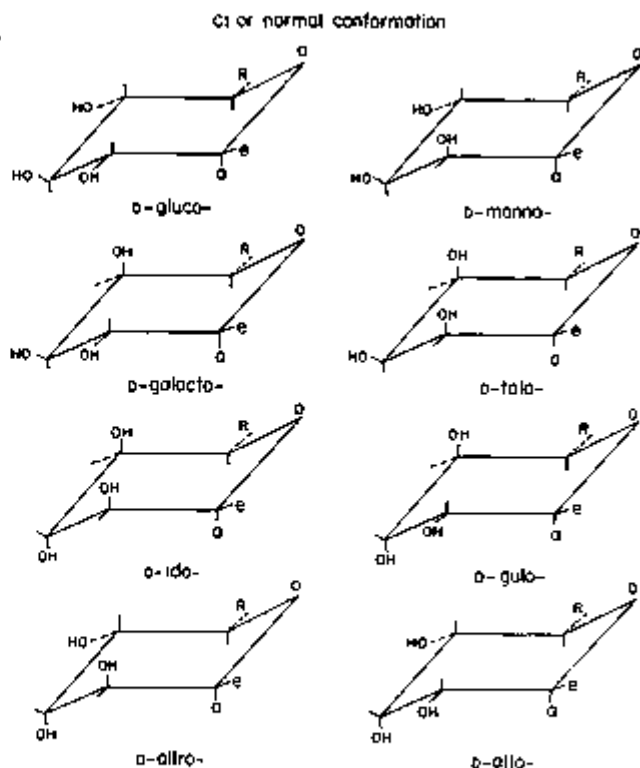 C1 or normal conformation
O
R
HO
e
HO
OH
a
D-gluco-
O
R
HO
OH
e
HO
a
D-manno-
O
OH
R
e
HO
OH
a
D-galacto-
O
OH
R
OH
e
HO
a
D-talo-
O
OH
R
OH
e
OH
a
D-ido-
O
OH
R
e
OH
OH
a
D-gulo-
O
R
HO
OH
e
a
OH
D-altro-
O
R
HO
e
OH
a
OH
D-allo-